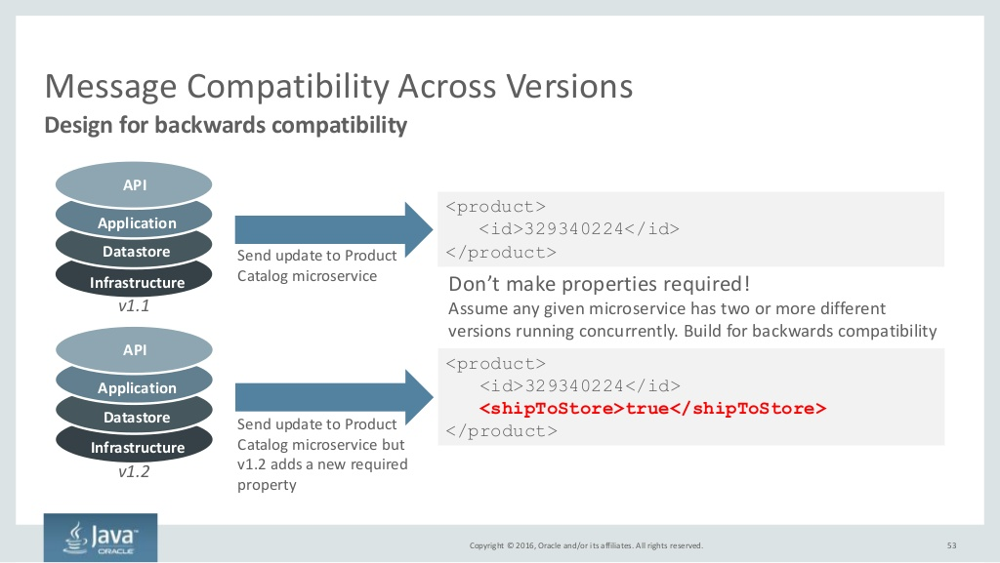 Message Compatibility Across Versions
Design for backwards compatibility
API
Application
Datastore
Infrastructure
v1.1
Send update to Product
Catalog microservice
<product>
<id>329340224</id>
</product>
Don’t make properties required!
Assume any given microservice has two or more different
versions running concurrently. Build for backwards compatibility
API
Application
Datastore
Infrastructure
v1.2
Send update to Product
Catalog microservice but
v1.2 adds a new required
property
<product>
<id>329340224</id>
<shipToStore>true</shipToStore>
</product>
Java™
ORACLE
Copyright © 2016, Oracle and/or its affiliates. All rights reserved.
53